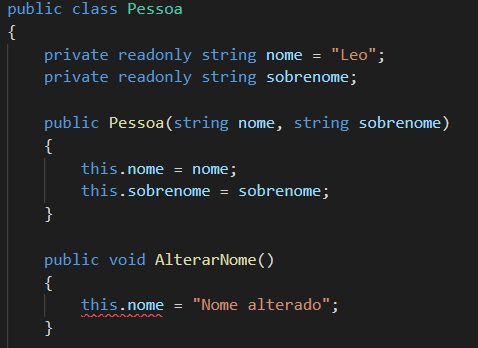 public class Pessoa
{
private readonly string nome = "Leo";
private readonly string sobrenome;
public Pessoa(string nome, string sobrenome)
{
this.nome = nome;
this.sobrenome = sobrenome;
}
public void AlterarNome()
{
this.nome = "Nome alterado";
}